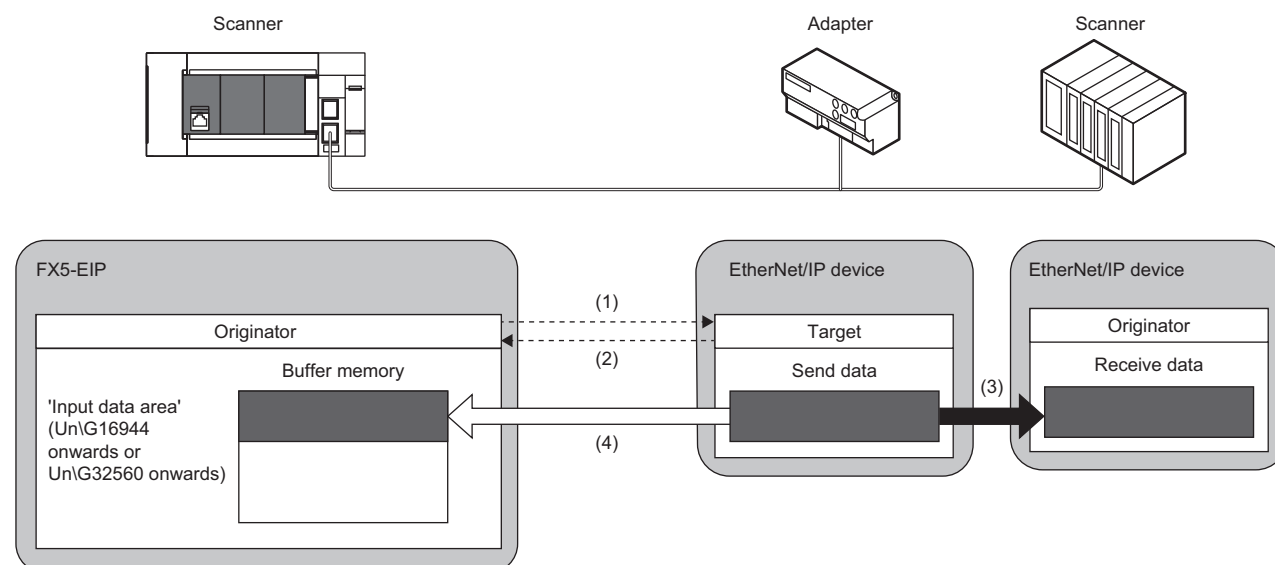 Scanner
Adapter
Scanner
FX5-EIP
EtherNet/IP device
EtherNet/IP device
(1)
Originator
Target
Originator
(2)
Buffer memory
Send data
Receive data
(3)
'Input data area'
(Un\G16944
onwards or
Un\G32560 onwards)
(4)